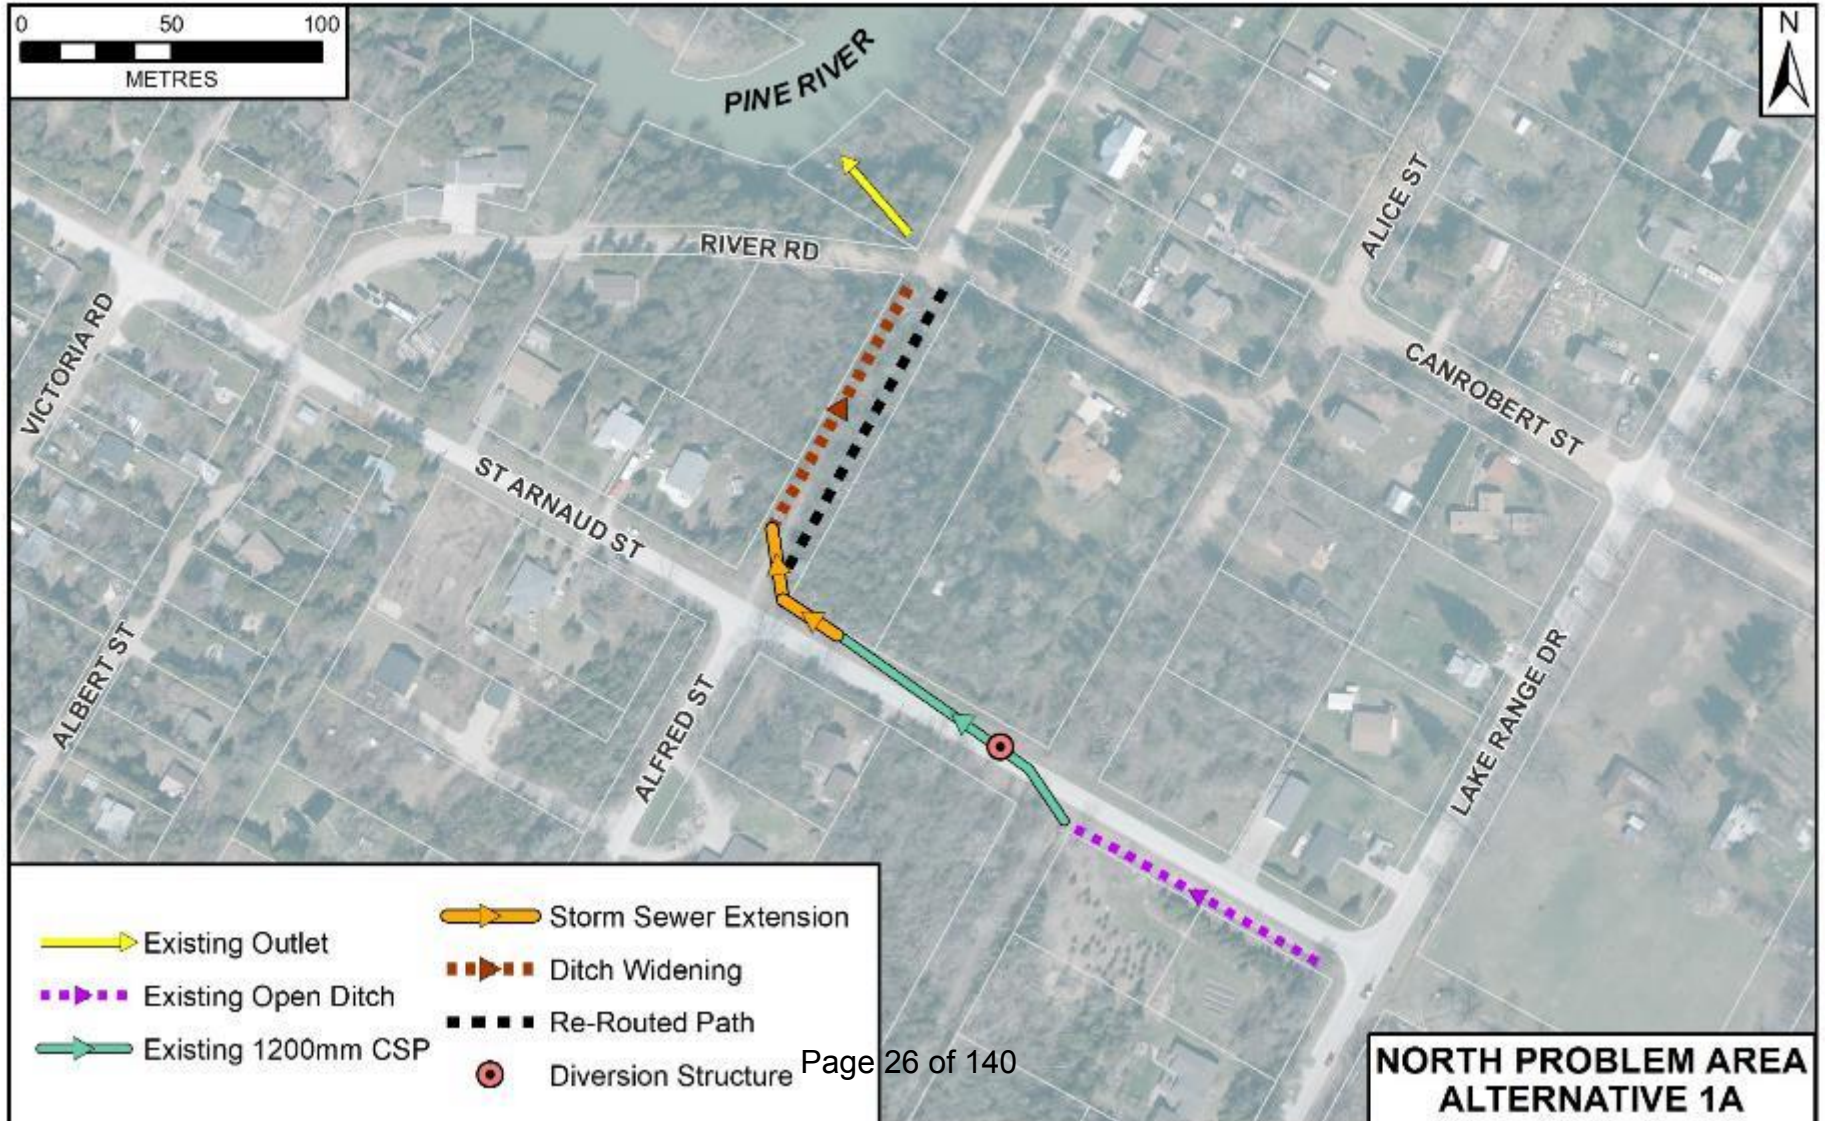 0 50 100
METRES
N
PINE RIVER
RIVER RD
ALICE ST
VICTORIA RD
CANROBERT ST
ST ARNAUD ST
ALBERT ST
ALFRED ST
LAKE RANGE DR
Existing Outlet
Existing Open Ditch
Existing 1200mm CSP
Storm Sewer Extension
Ditch Widening
Re-Routed Path
Diversion Structure
Page 26 of 140
NORTH PROBLEM AREA
ALTERNATIVE 1A